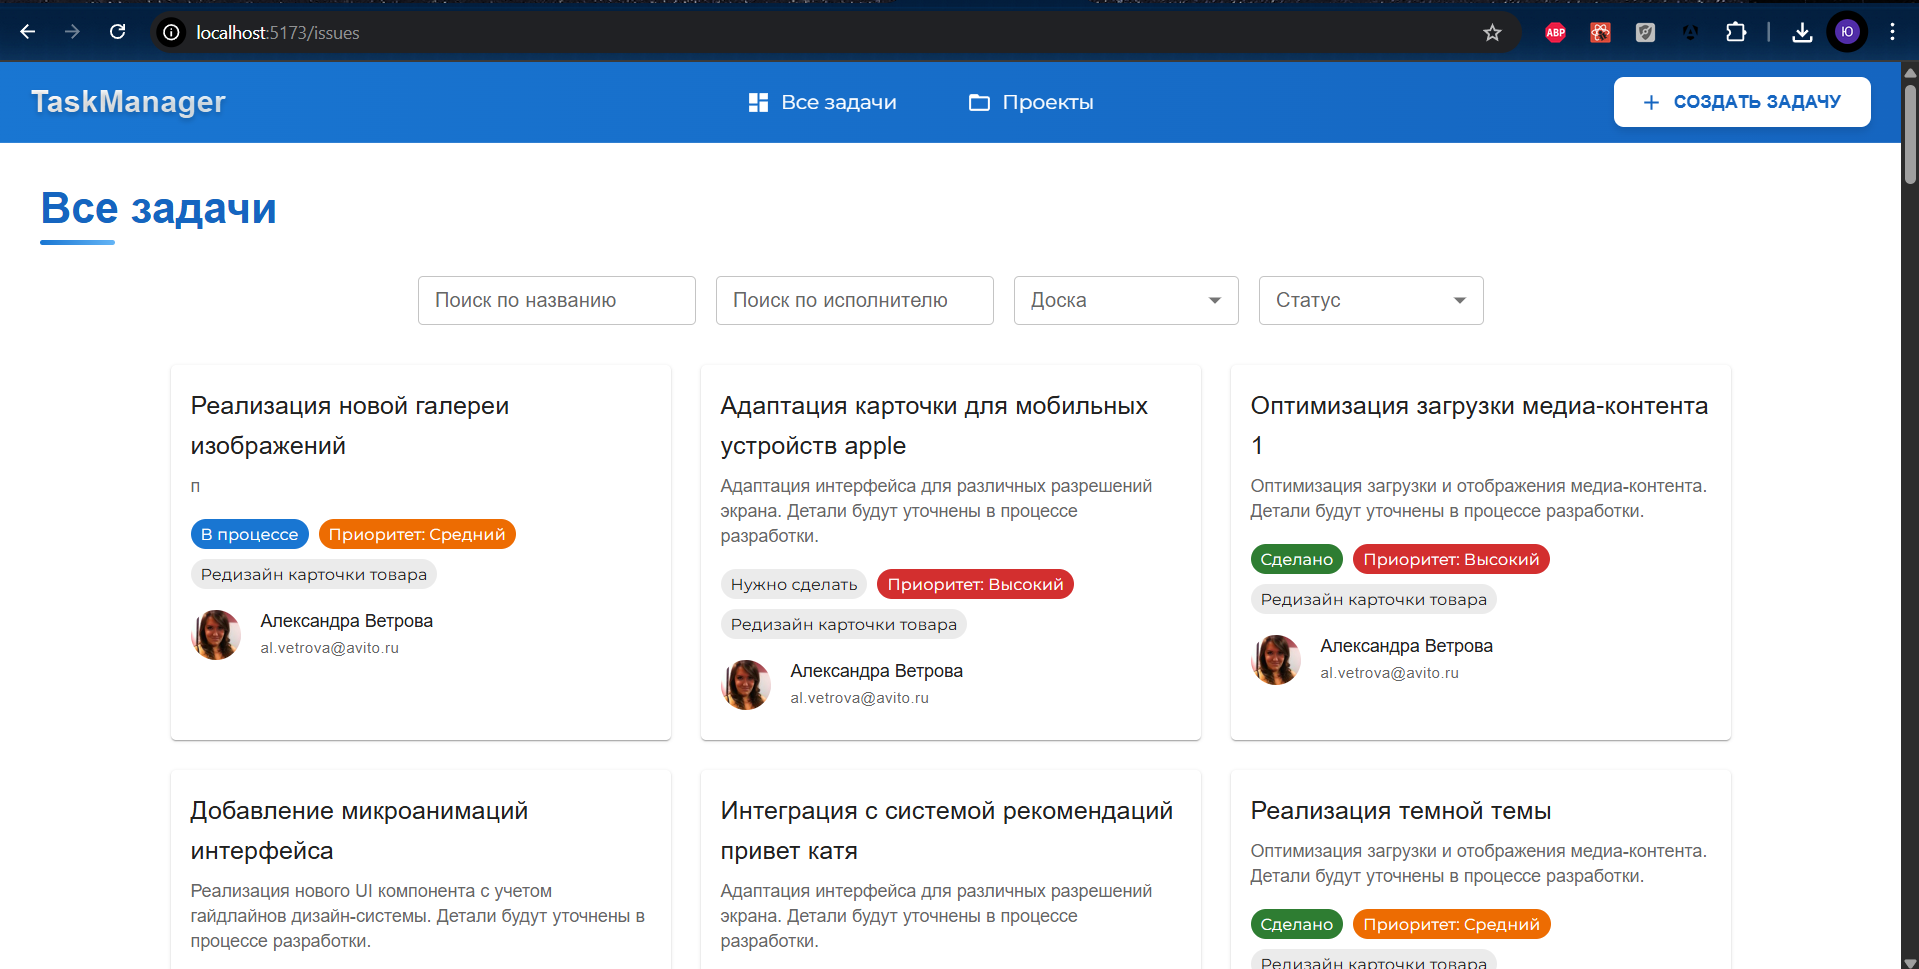 localhost:5173/issues
ABP
Ю
TaskManager
Все задачи
Проекты
+ СОЗДАТЬ ЗАДАЧУ
Все задачи
Поиск по названию
Поиск по исполнителю
Доска
Статус
Реализация новой галереи
изображений
п
В процессе
Приоритет: Средний
Редизайн карточки товара
Александра Ветрова
al.vetrova@avito.ru
Адаптация карточки для мобильных
устройств apple
Адаптация интерфейса для различных разрешений
экрана. Детали будут уточнены в процессе
разработки.
Нужно сделать
Приоритет: Высокий
Редизайн карточки товара
Александра Ветрова
al.vetrova@avito.ru
Оптимизация загрузки медиа-контента
1
Оптимизация загрузки и отображения медиа-контента.
Детали будут уточнены в процессе разработки.
Сделано
Приоритет: Высокий
Редизайн карточки товара
Александра Ветрова
al.vetrova@avito.ru
Добавление микроанимаций
интерфейса
Реализация нового UI компонента с учетом
гайдлайнов дизайн-системы. Детали будут уточнены в
процессе разработки.
Интеграция с системой рекомендаций
привет катя
Адаптация интерфейса для различных разрешений
экрана. Детали будут уточнены в процессе
разработки.
Реализация темной темы
Оптимизация загрузки и отображения медиа-контента.
Детали будут уточнены в процессе разработки.
Сделано
Приоритет: Средний
Редизайн карточки товара